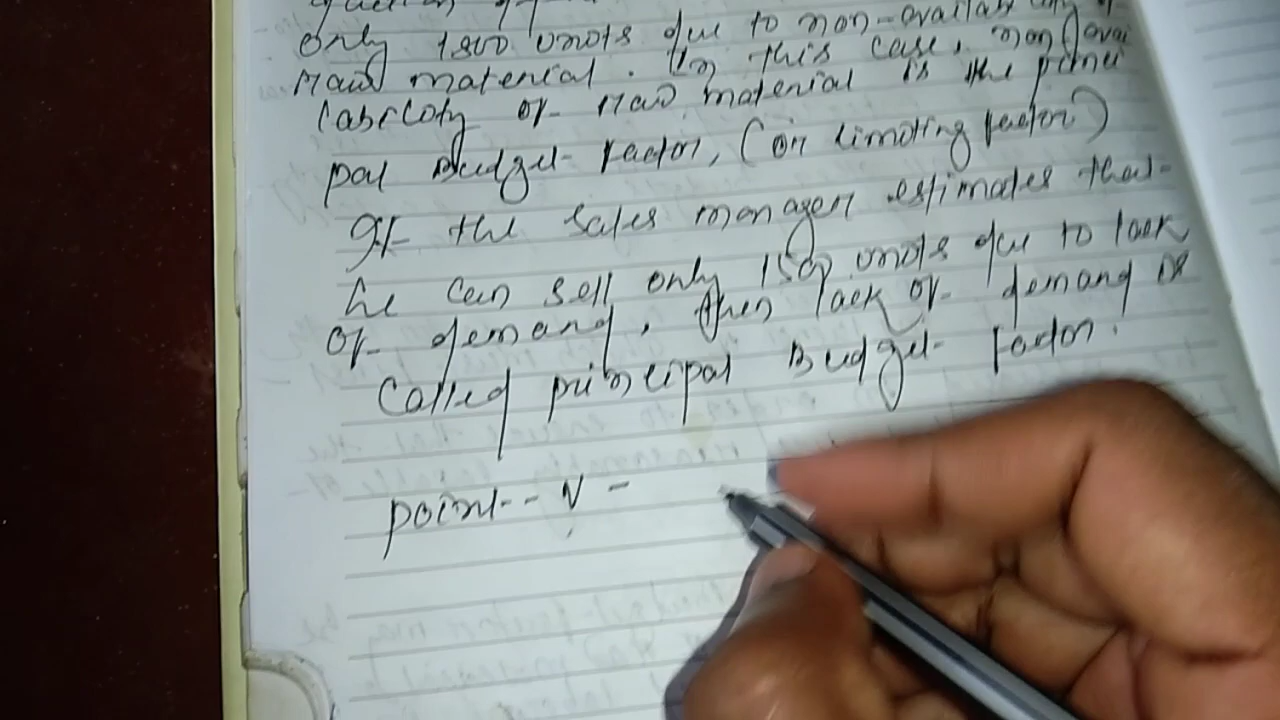 only 1800 units due to non-availability of
Raw material. In this case, non avai
lability of Raw material is the princi
pal Budget factor, (or limiting factor)
If the sales manager estimates that
he can sell only 1500 units due to lack
of demand, then lack of demand is
called principal Budget factor.
point - V -